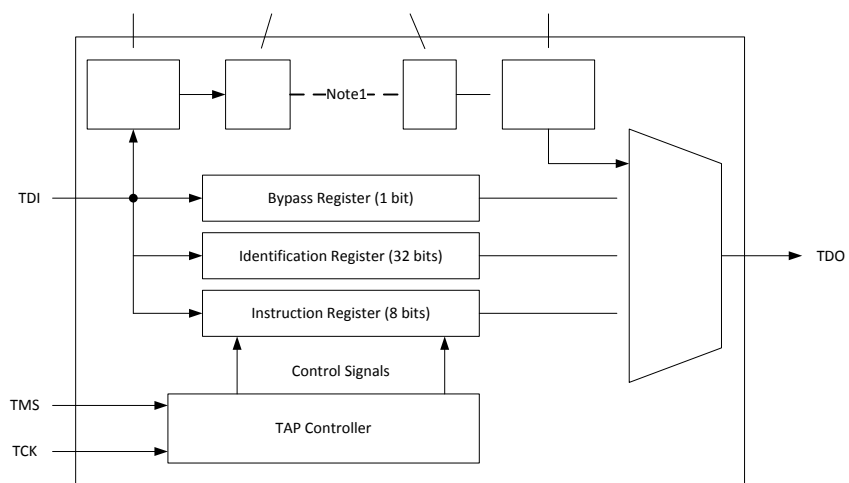 Note1
TDI
Bypass Register (1 bit)
Identification Register (32 bits)
TDO
Instruction Register (8 bits)
Control Signals
TMS
TAP Controller
TCK